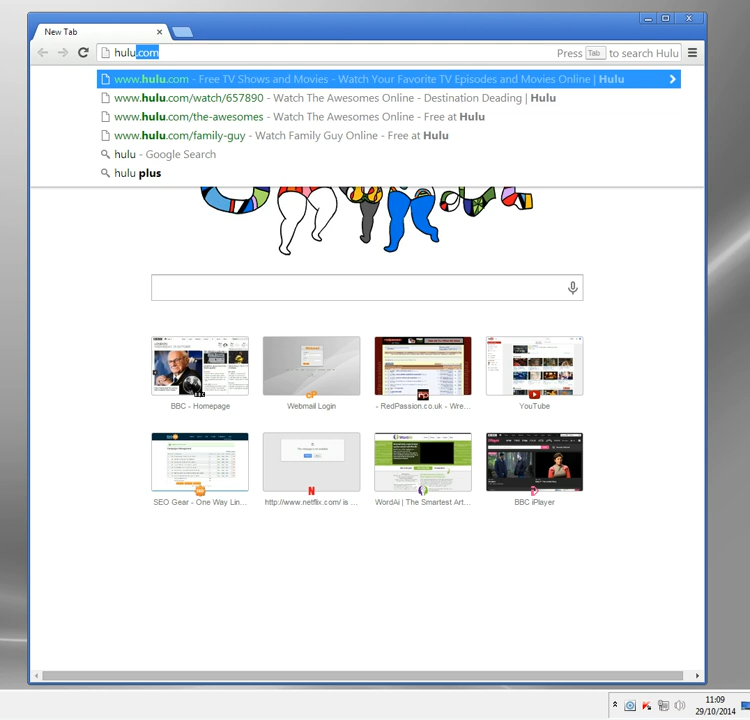 New Tab
hulu.com
Press Tab to search Hulu
www.hulu.com - Free TV Shows and Movies - Watch Your Favorite TV Episodes and Movies Online | Hulu
www.hulu.com/watch/657890 - Watch The Awesomes Online - Destination Deading | Hulu
www.hulu.com/the-awesomes - Watch The Awesomes Online - Free at Hulu
www.hulu.com/family-guy - Watch Family Guy Online - Free at Hulu
hulu - Google Search
hulu plus
BBC - Homepage
Webmail Login
- RedPassion.co.uk - Wre...
YouTube
SEO Gear - One Way Lin...
http://www.netflix.com/ is ...
WordAi | The Smartest Art...
BBC iPlayer
11:09
29/10/2014